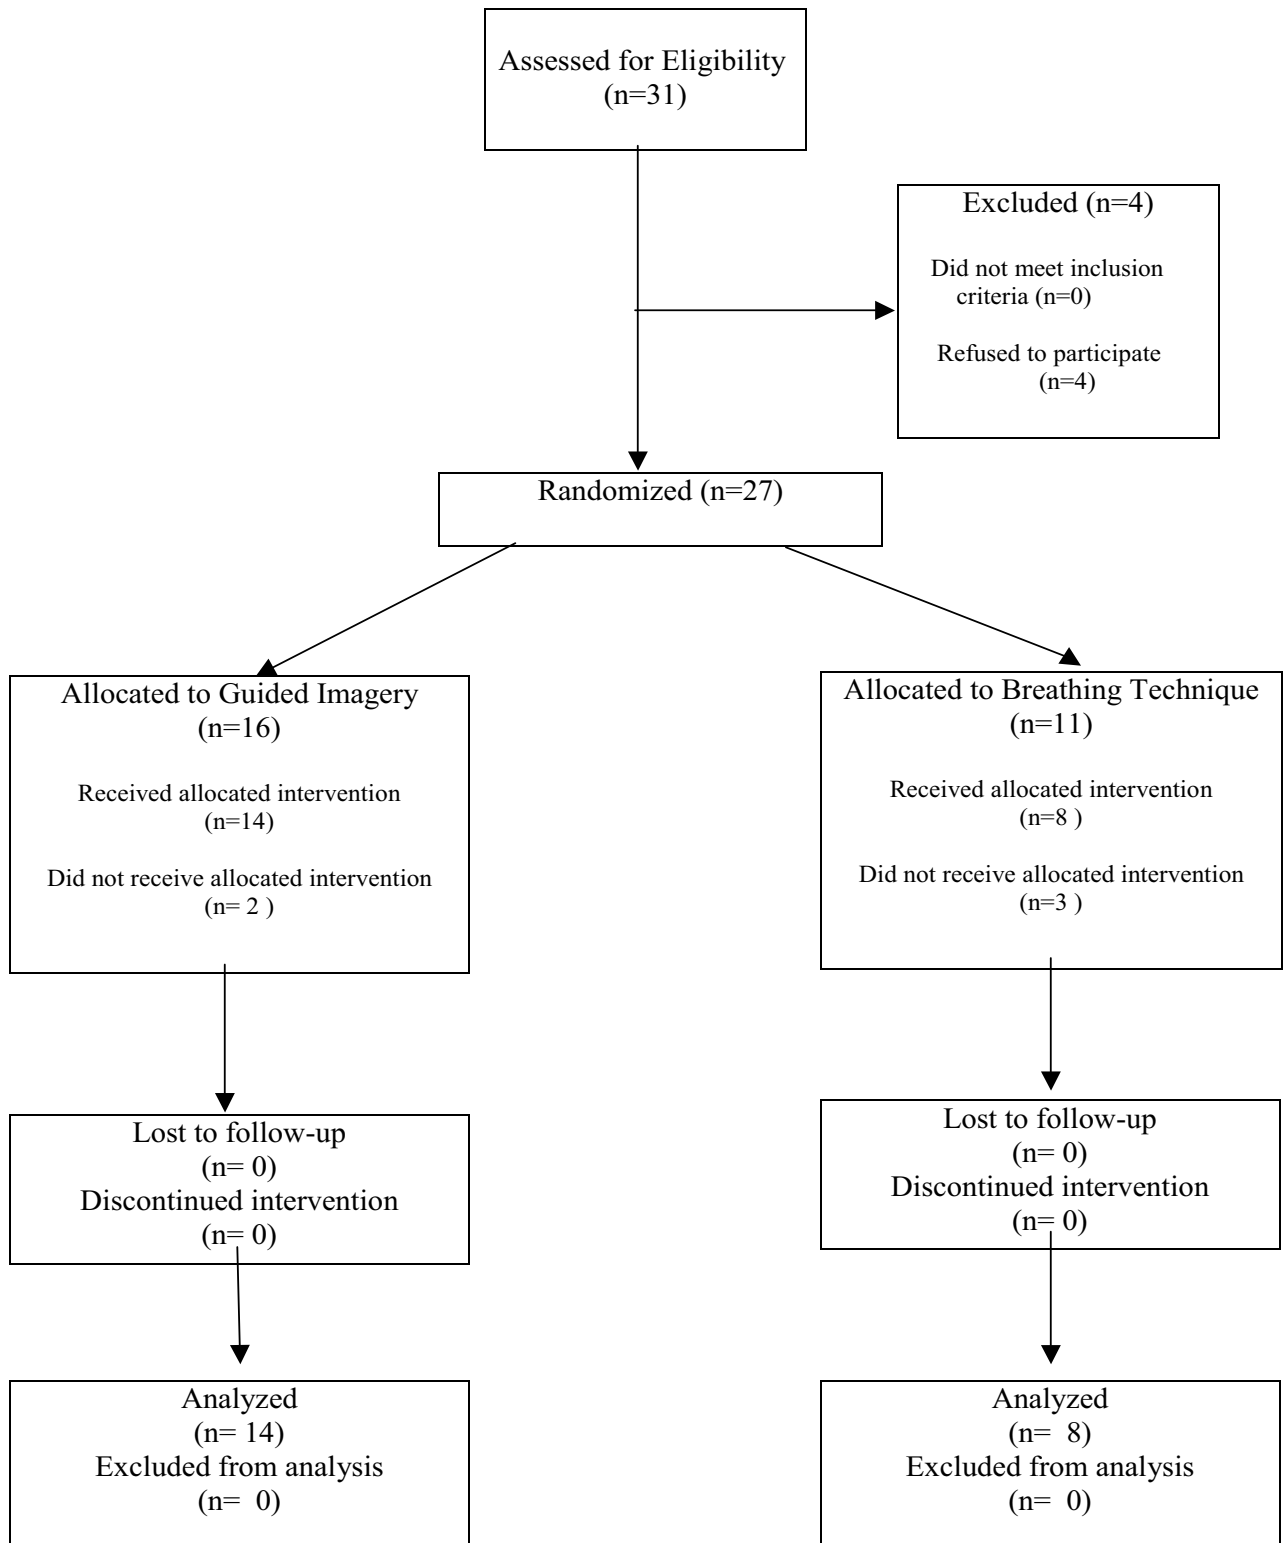 Assessed for Eligibility
(n=31)
Excluded (n=4)
Did not meet inclusion
criteria (n=0)
Refused to participate
(n=4)
Randomized (n=27)
Allocated to Guided Imagery
(n=16)
Received allocated intervention
(n=14)
Did not receive allocated intervention
(n= 2 )
Allocated to Breathing Technique
(n=11)
Received allocated intervention
(n=8 )
Did not receive allocated intervention
(n=3 )
Lost to follow-up
(n= 0)
Discontinued intervention
(n= 0)
Lost to follow-up
(n= 0)
Discontinued intervention
(n= 0)
Analyzed
(n= 14)
Excluded from analysis
(n=  0)
Analyzed
(n=  8)
Excluded from analysis
(n=  0)